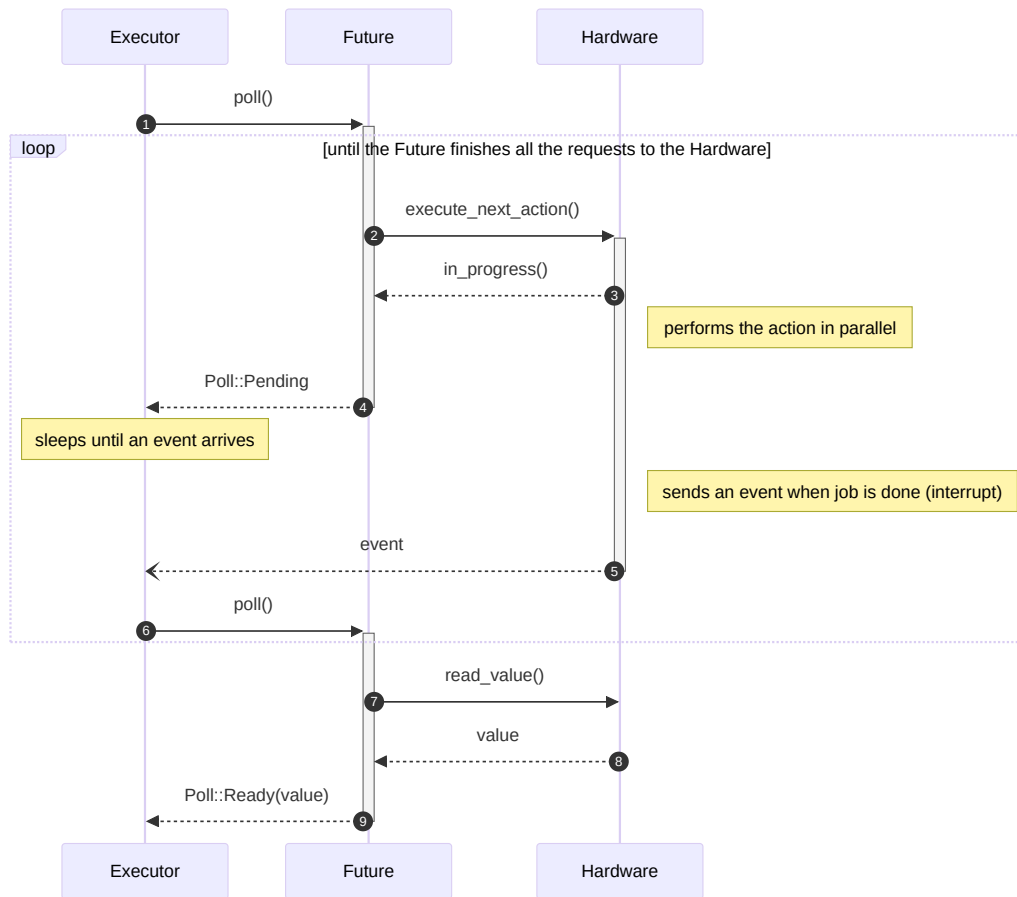 Executor
Future
Hardware
poll()
1
loop
[until the Future finishes all the requests to the Hardware]
execute_next_action()
2
in_progress()
3
performs the action in parallel
Poll::Pending
4
sleeps until an event arrives
sends an event when job is done (interrupt)
event
5
poll()
6
read_value()
7
value
8
Poll::Ready(value)
9
Executor
Future
Hardware